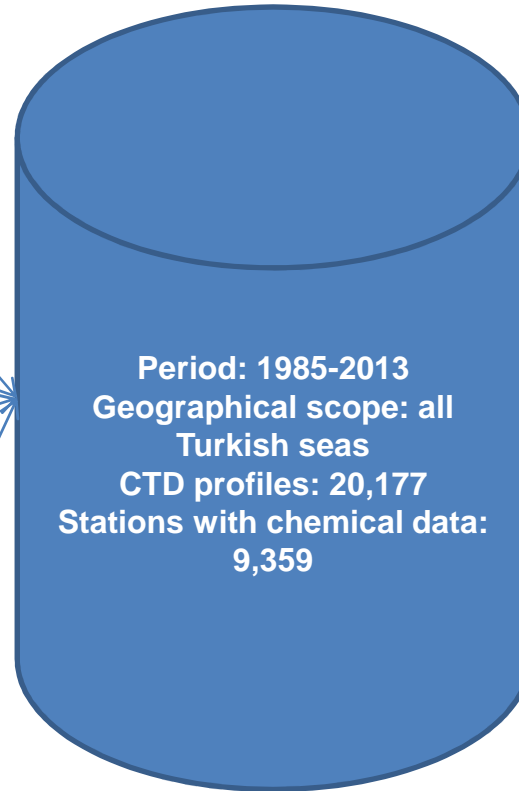 Period: 1985-2013
Geographical scope: all
Turkish seas
CTD profiles: 20,177
Stations with chemical data:
9,359